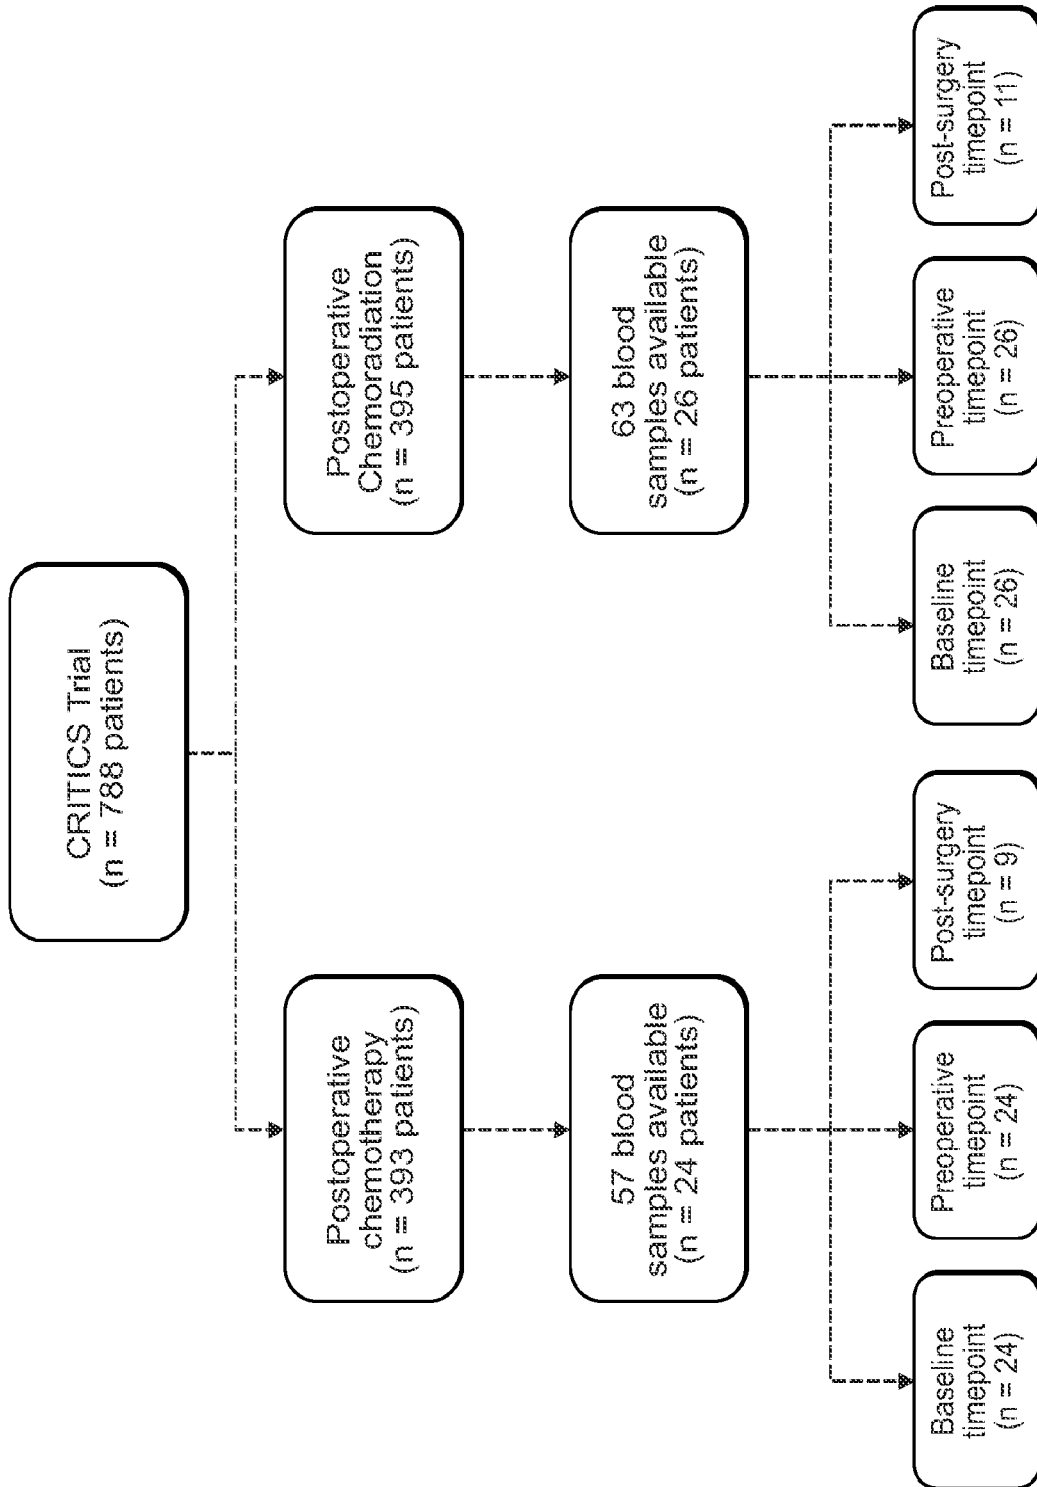 CRITICS Trial
(n = 788 patients)
Postoperative
chemotherapy
(n = 393 patients)
Postoperative
Chemoradiation
(n = 395 patients)
57 blood
samples available
(n = 24 patients)
63 blood
samples available
(n = 26 patients)
Baseline
timepoint
(n = 24)
Preoperative
timepoint
(n = 24)
Post-surgery
timepoint
(n = 9)
Baseline
timepoint
(n = 26)
Preoperative
timepoint
(n = 26)
Post-surgery
timepoint
(n = 11)